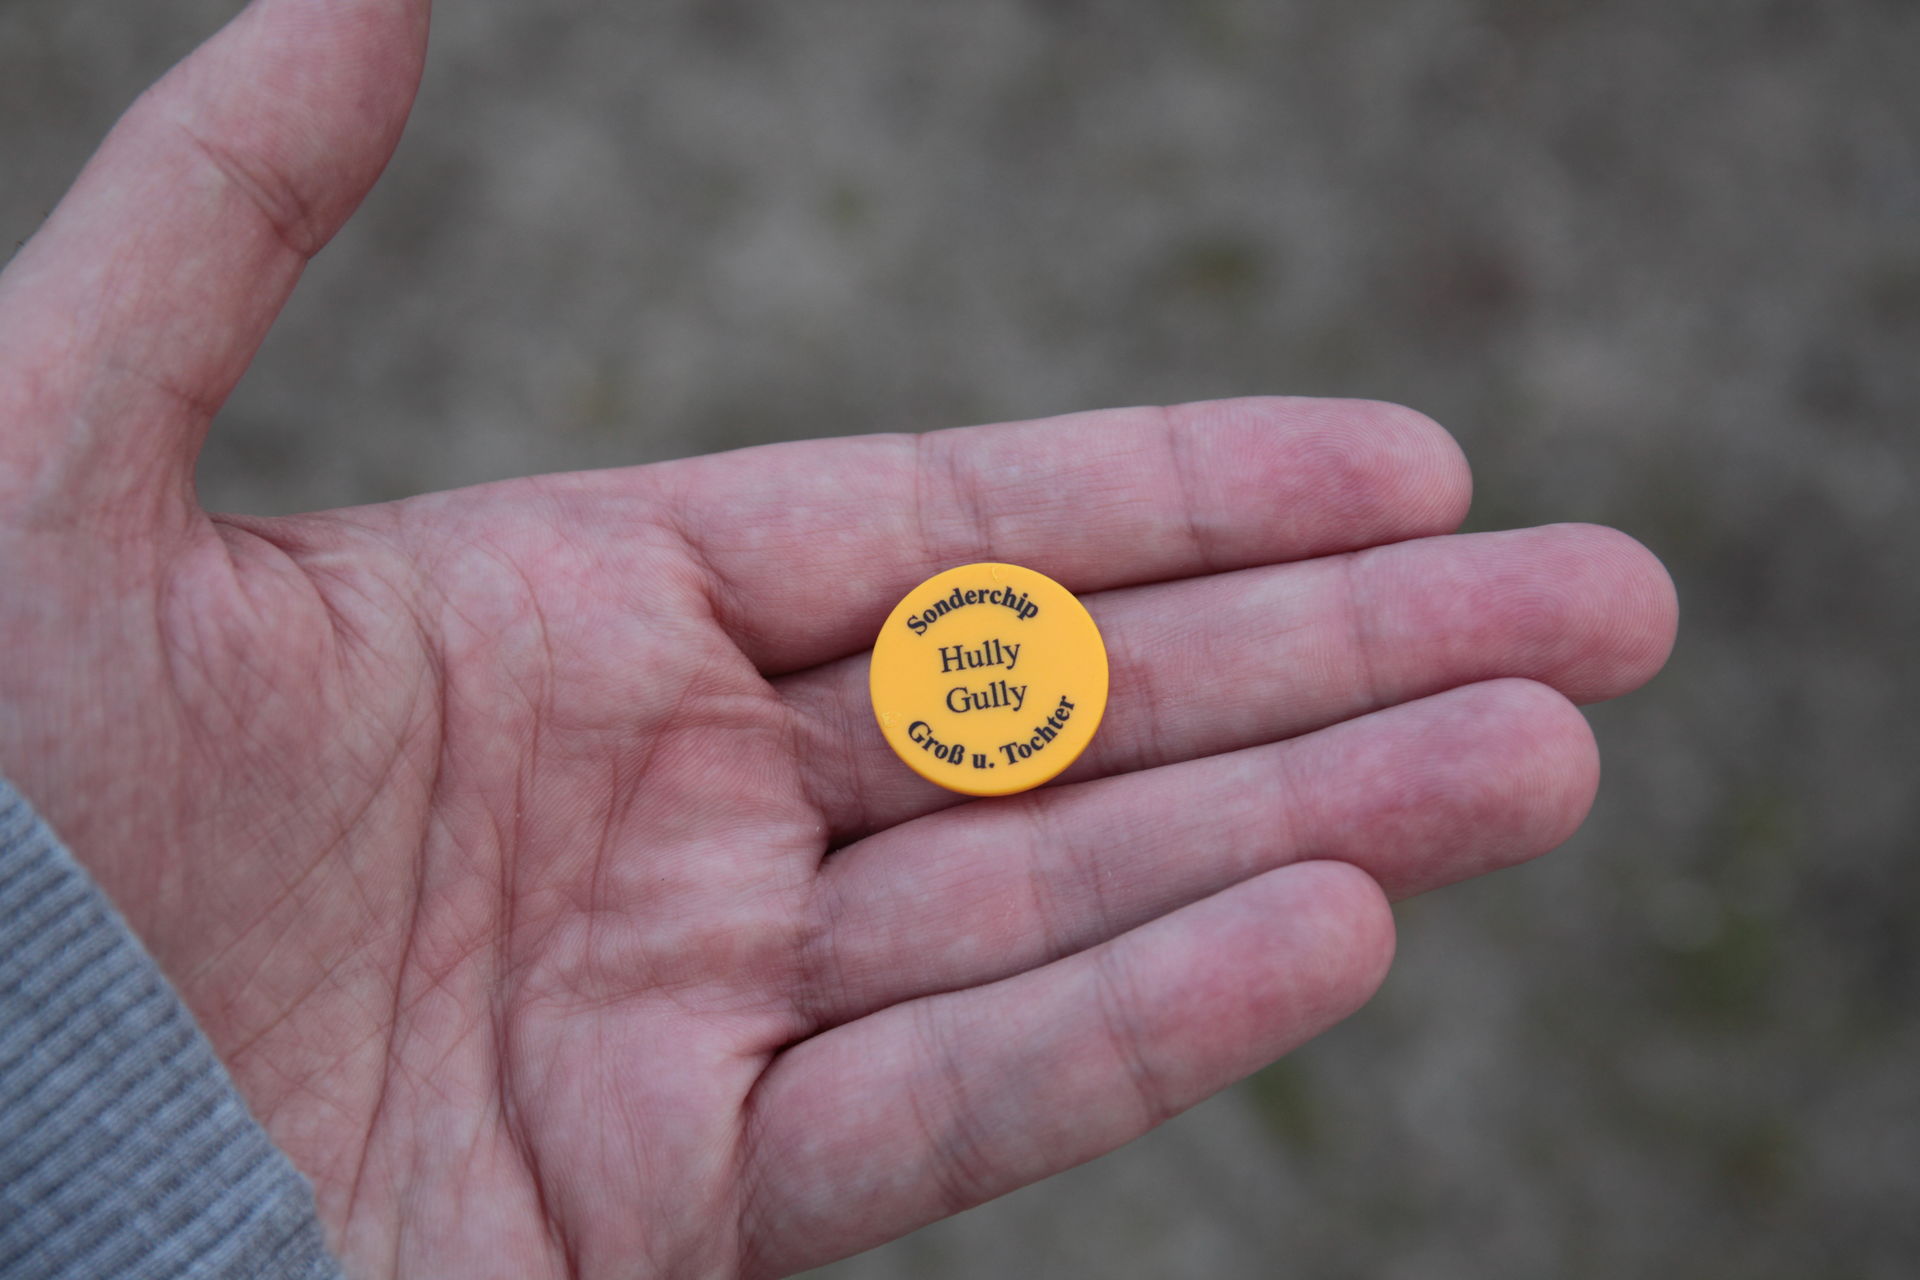 Sonderchip
Hully
Gully
Groß u. Tochter